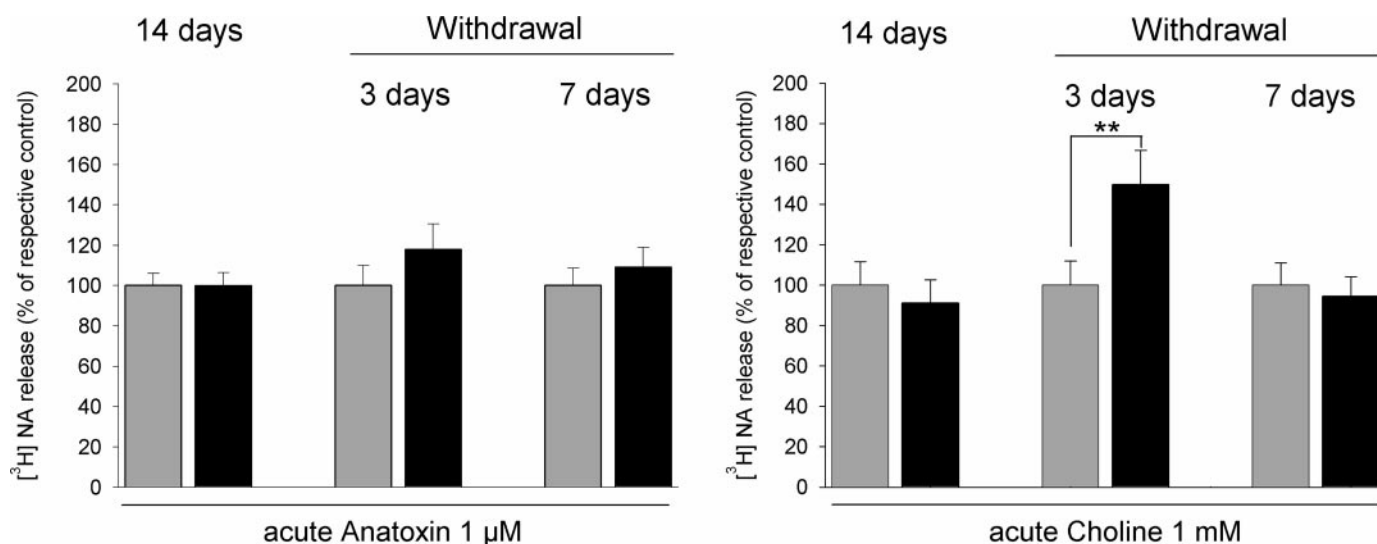 14 days
Withdrawal
3 days
7 days
[³H] NA release (% of respective control)
200
180
160
140
120
100
80
60
40
20
0
acute Anatoxin 1 µM
14 days
Withdrawal
3 days
7 days
**
[³H] NA release (% of respective control)
200
180
160
140
120
100
80
60
40
20
0
acute Choline 1 mM